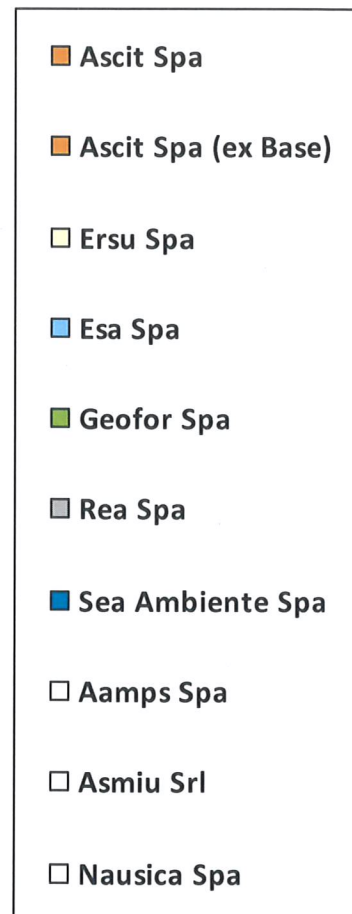 Ascit Spa
Ascit Spa (ex Base)
Ersu Spa
Esa Spa
Geofor Spa
Rea Spa
Sea Ambiente Spa
Aamps Spa
Asmiu Srl
Nausica Spa